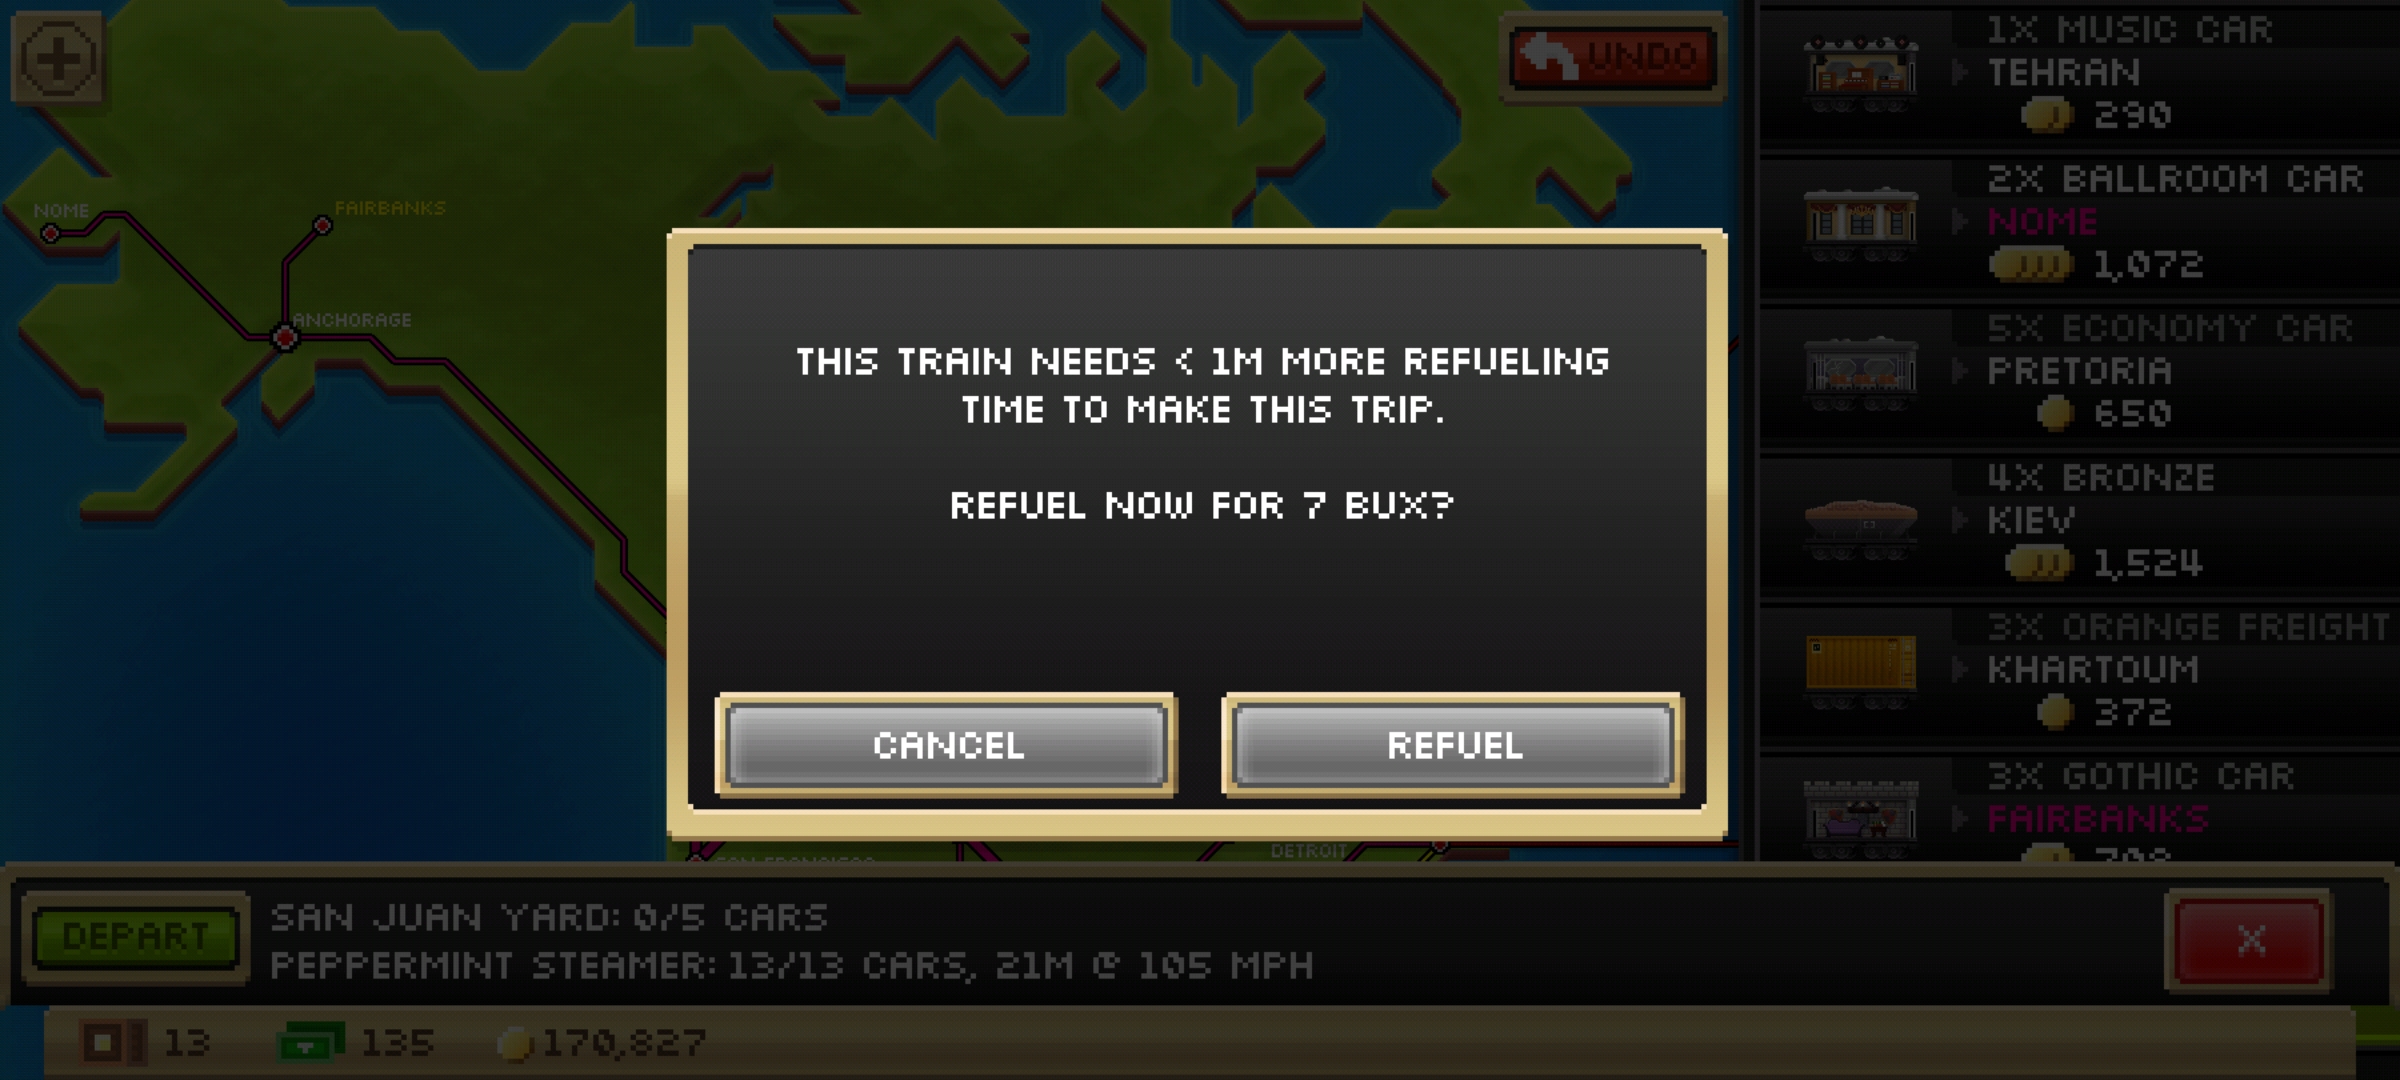 UNDO
NOME
FAIRBANKS
ANCHORAGE
1X MUSIC CAR
TEHRAN
290
2X BALLROOM CAR
NOME
1,072
5X ECONOMY CAR
PRETORIA
650
4X BRONZE
KIEV
1,524
3X ORANGE FREIGHT
KHARTOUM
372
3X GOTHIC CAR
FAIRBANKS
708
THIS TRAIN NEEDS < 1M MORE REFUELING
TIME TO MAKE THIS TRIP.
REFUEL NOW FOR 7 BUX?
CANCEL
REFUEL
SAN FRANCISCO
DETROIT
DEPART
SAN JUAN YARD: 0/5 CARS
PEPPERMINT STEAMER: 13/13 CARS, 21M @ 105 MPH
X
13
135
170,827